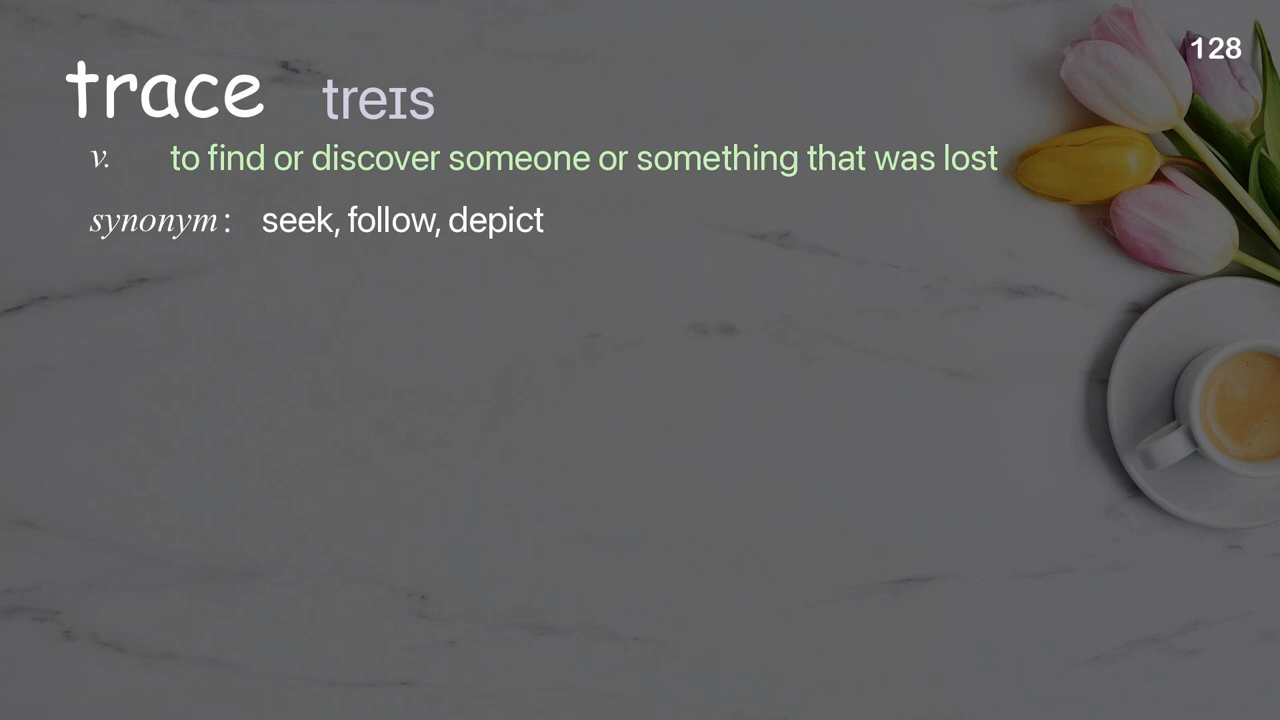 128
trace treɪs
v. to find or discover someone or something that was lost
synonym : seek, follow, depict